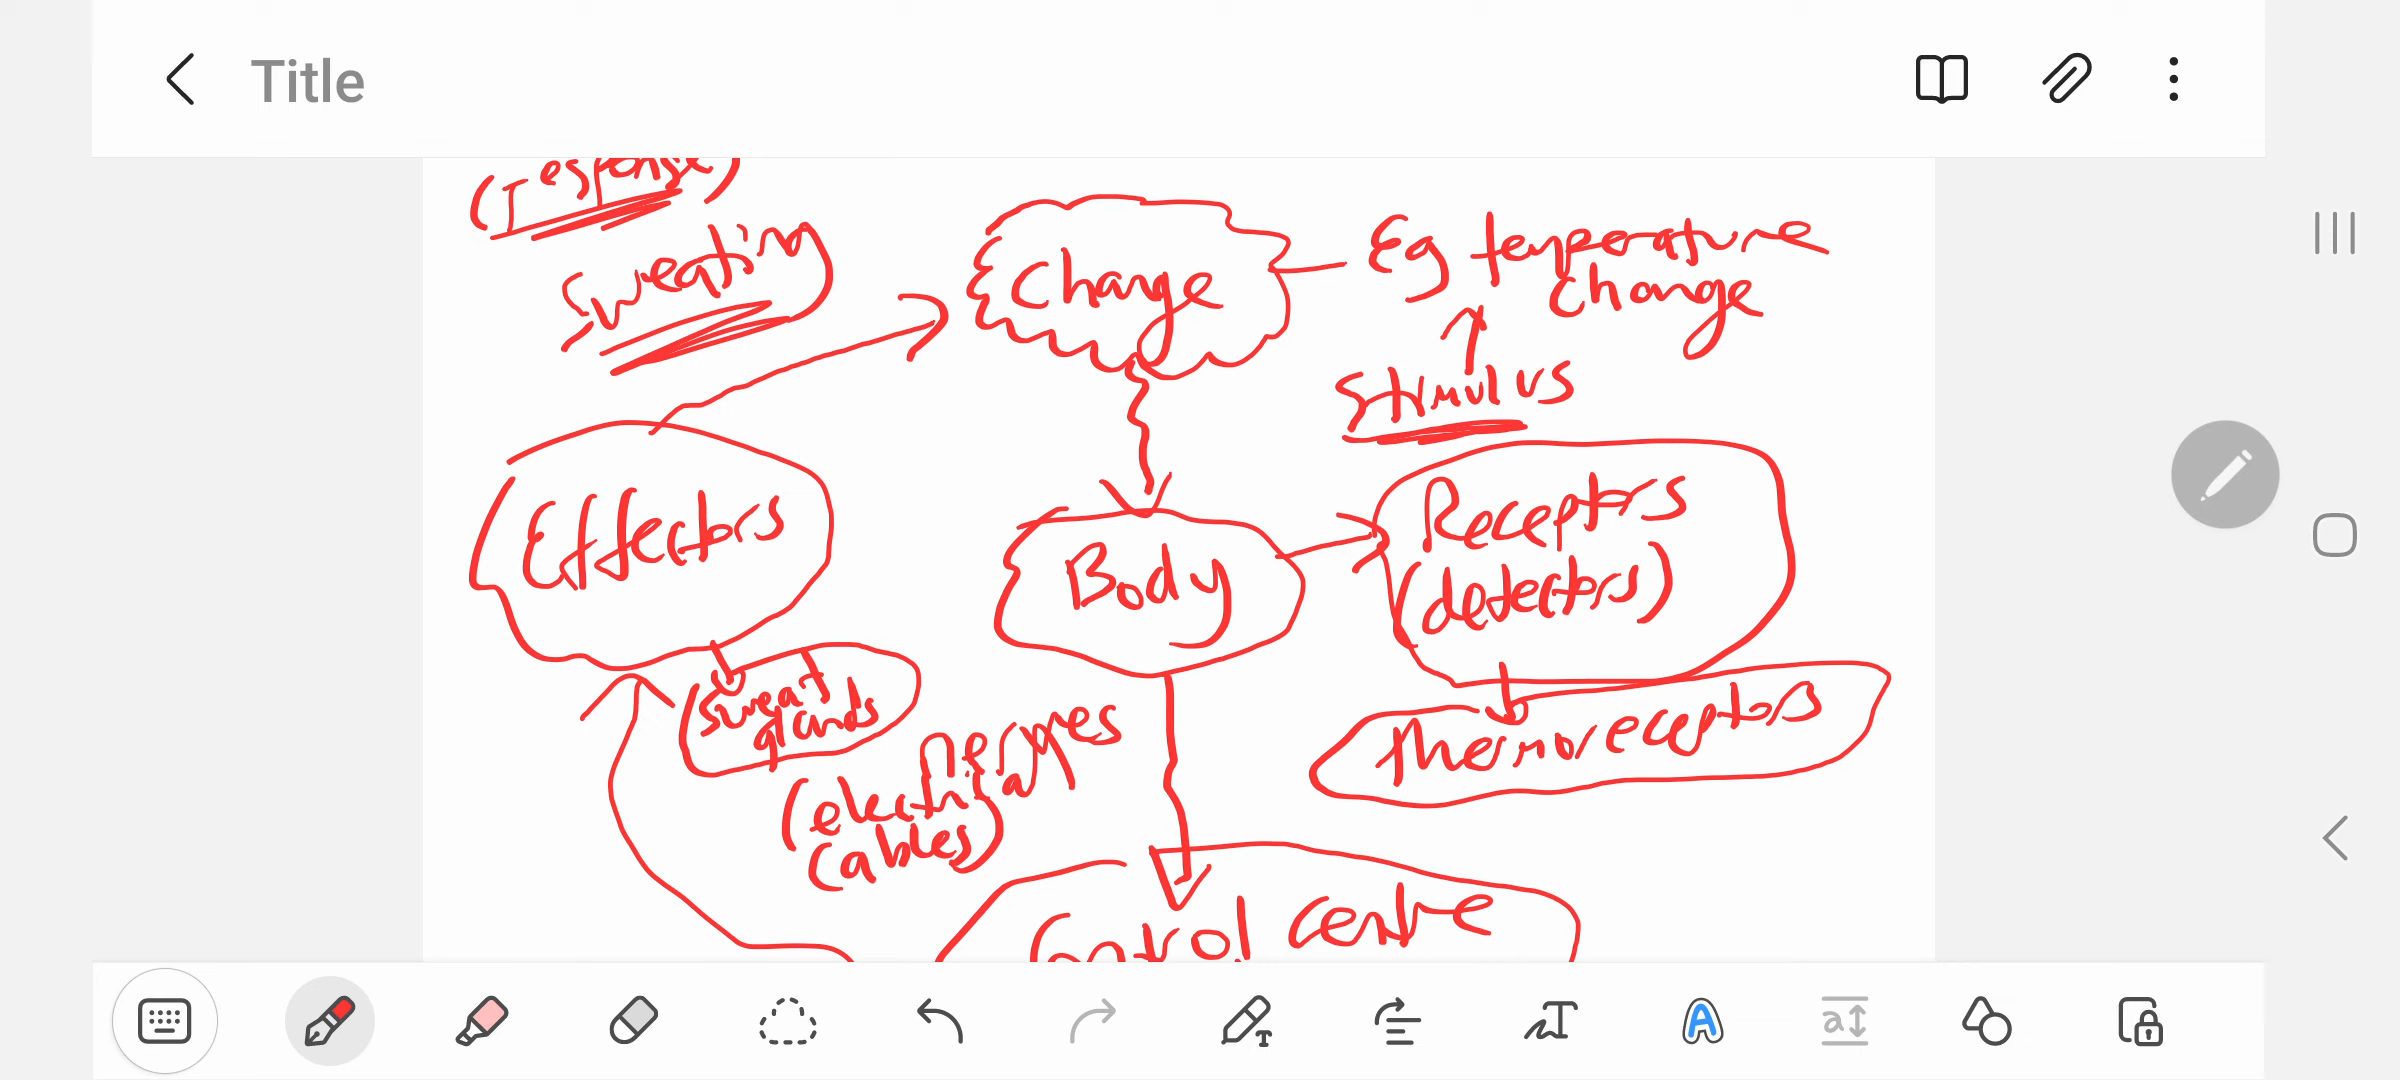 Title
(response)
sweating
Change
Eg temperature
change
stimulus
Effectors
Body
Receptors
(detectors)
sweat
glands
thermoreceptors
nerves
(electrical
cables)
Control centre